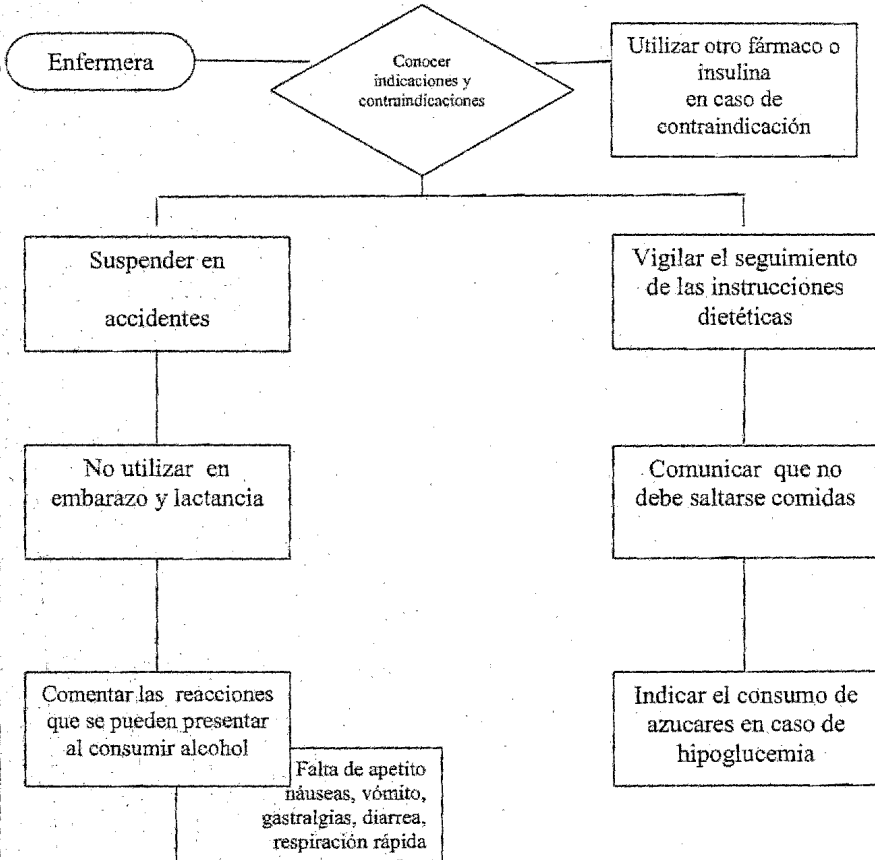 Enfermera
Conocer
indicaciones y
contraindicaciones
Utilizar otro fármaco o
insulina
en caso de
contraindicación
Suspender en
accidentes
Vigilar el seguimiento
de las instrucciones
dietéticas
No utilizar en
embarazo y lactancia
Comunicar que no
debe saltarse comidas
Comentar las reacciones
que se pueden presentar
al consumir alcohol
Indicar el consumo de
azucares en caso de
hipoglucemia
Falta de apetito
náuseas, vómito,
gastralgias, diarrea,
respiración rápida